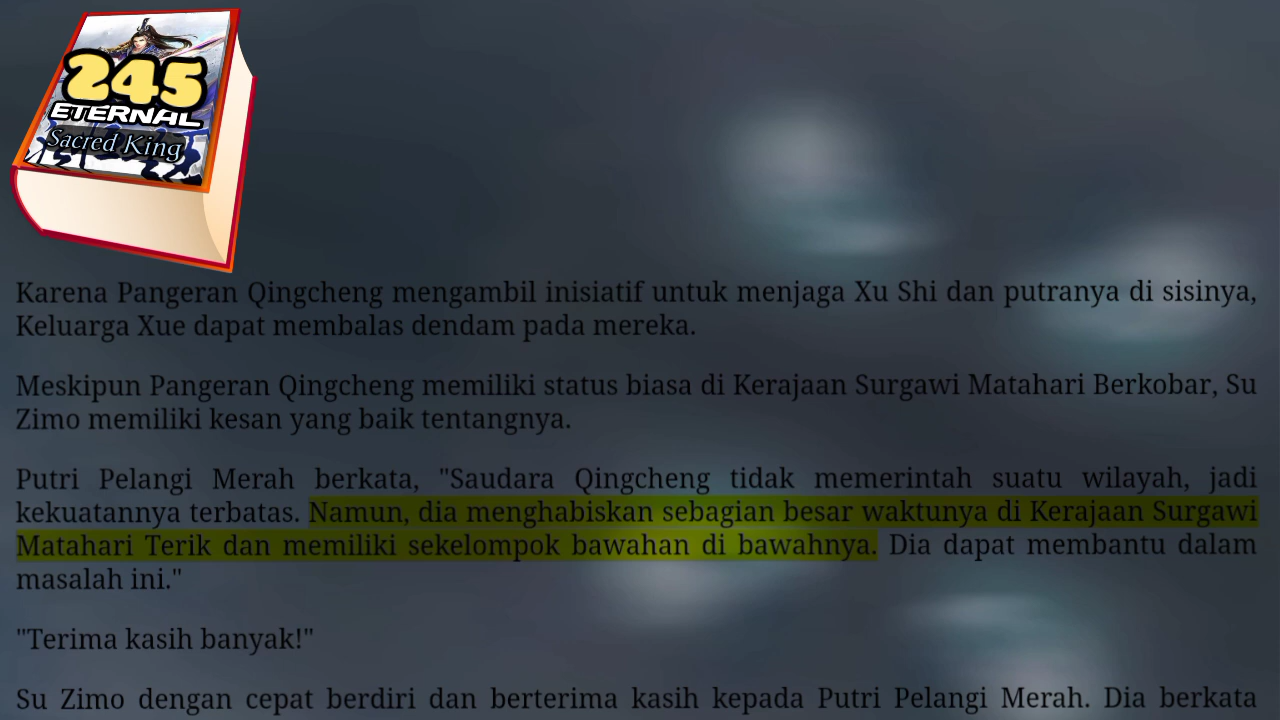 245
ETERNAL
Sacred King
Karena Pangeran Qingcheng mengambil inisiatif untuk menjaga Xu Shi dan putranya di sisinya,
Keluarga Xue dapat membalas dendam pada mereka.
Meskipun Pangeran Qingcheng memiliki status biasa di Kerajaan Surgawi Matahari Berkobar, Su
Zimo memiliki kesan yang baik tentangnya.
Putri Pelangi Merah berkata, "Saudara Qingcheng tidak memerintah suatu wilayah, jadi
kekuatannya terbatas. Namun, dia menghabiskan sebagian besar waktunya di Kerajaan Surgawi
Matahari Terik dan memiliki sekelompok bawahan di bawahnya. Dia dapat membantu dalam
masalah ini."
"Terima kasih banyak!"
Su Zimo dengan cepat berdiri dan berterima kasih kepada Putri Pelangi Merah. Dia berkata